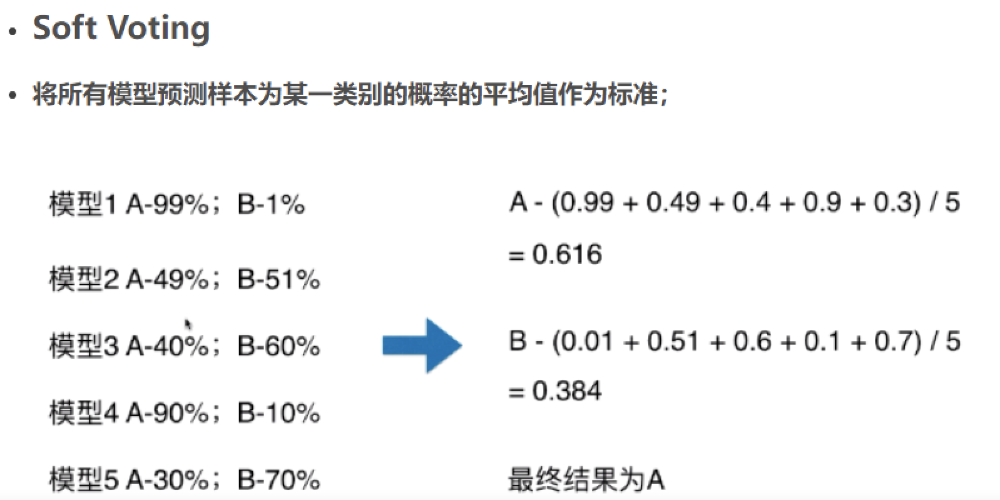 Soft Voting
将所有模型预测样本为某一类别的概率的平均值作为标准；
模型1 A-99%；B-1%
模型2 A-49%；B-51%
模型3 A-40%；B-60%
模型4 A-90%；B-10%
模型5 A-30%；B-70%
A - (0.99 + 0.49 + 0.4 + 0.9 + 0.3) / 5
= 0.616
B - (0.01 + 0.51 + 0.6 + 0.1 + 0.7) / 5
= 0.384
最终结果为A